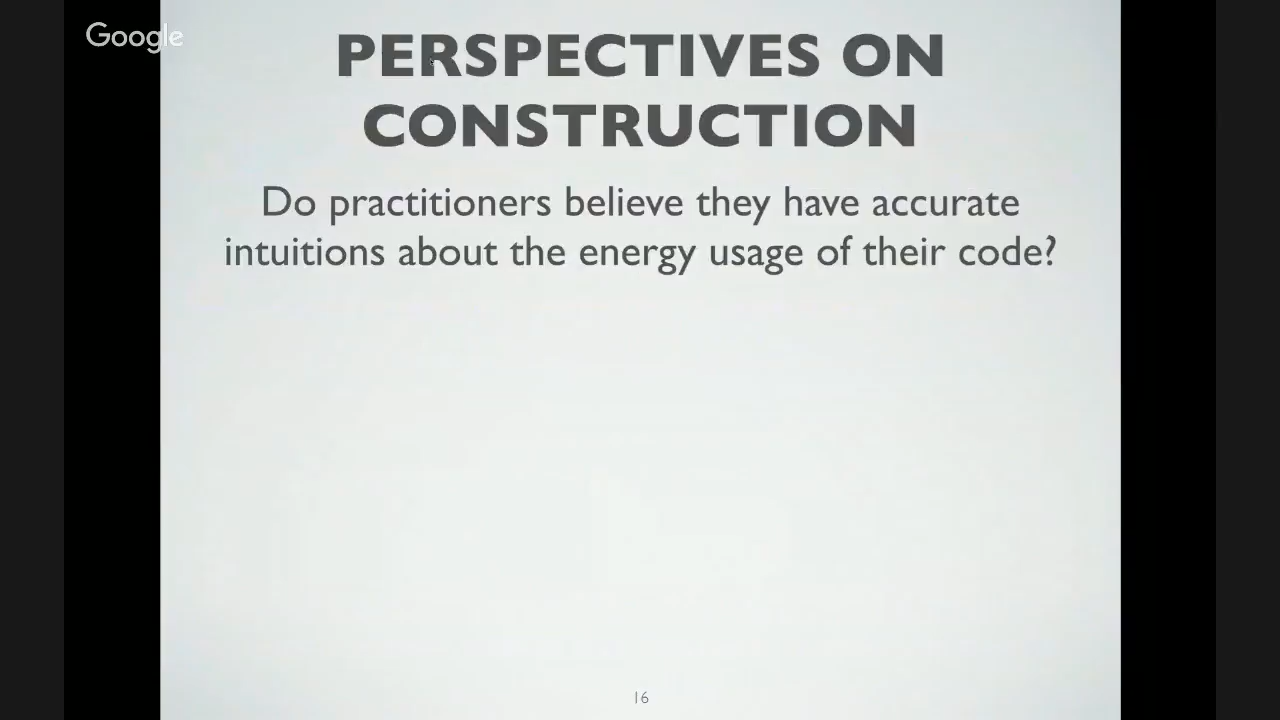 Google
PERSPECTIVES ON
CONSTRUCTION
Do practitioners believe they have accurate
intuitions about the energy usage of their code?
16